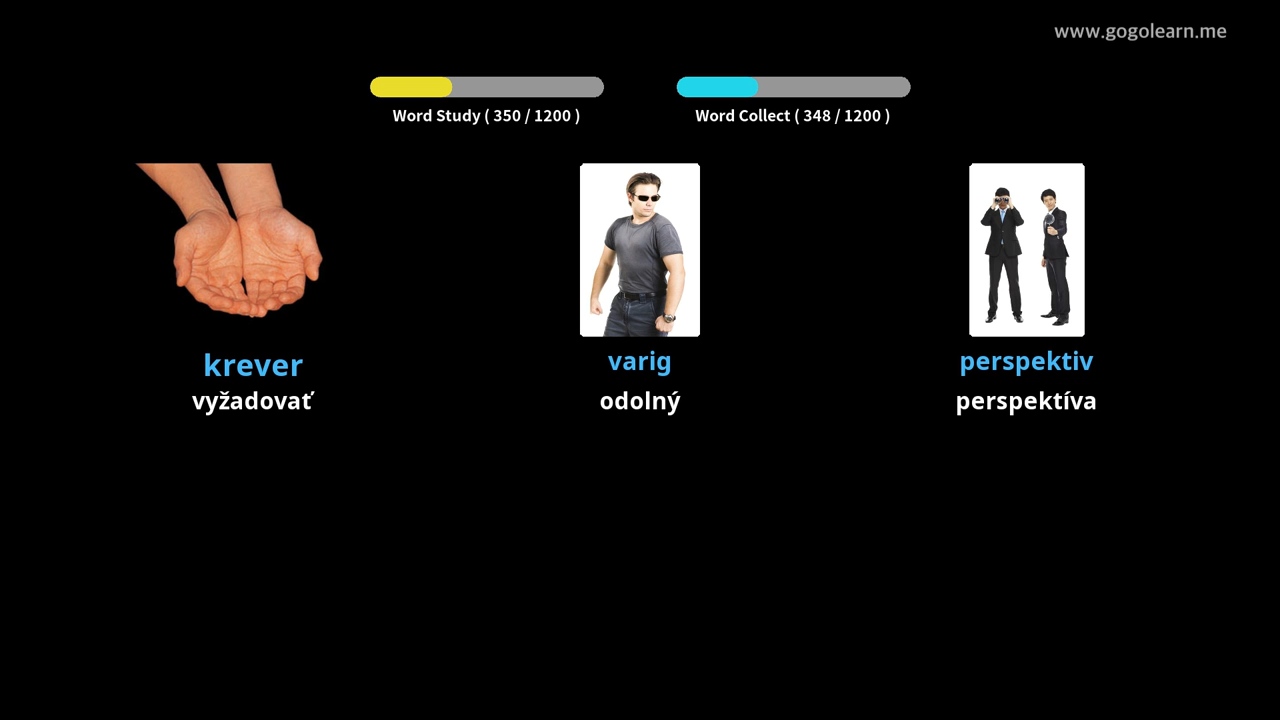 www.gogolearn.me
Word Study ( 350 / 1200 )
Word Collect ( 348 / 1200 )
krever
varig
perspektiv
vyžadovať
odolný
perspektíva